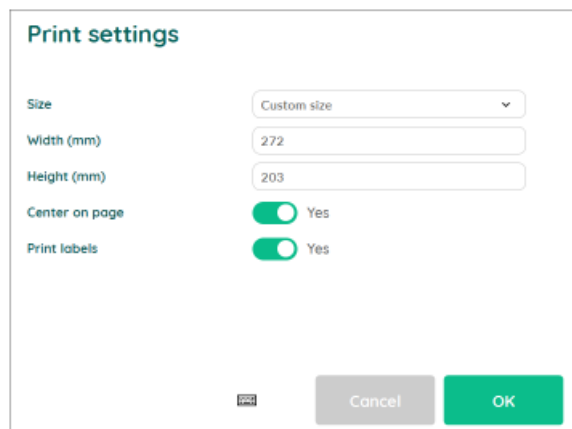 Print settings
Size Custom size
Width (mm) 272
Height (mm) 203
Center on page Yes
Print labels Yes
Cancel OK